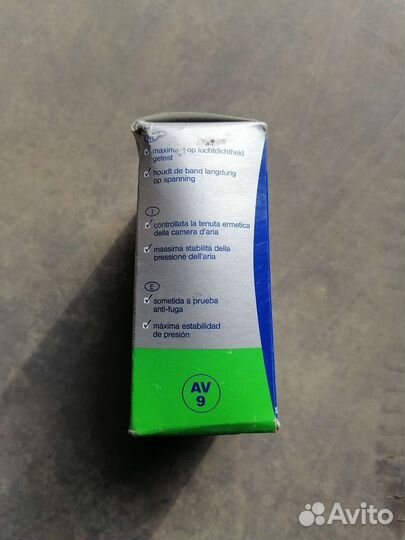 NL
✓ op luchtdichtheid
getest
✓ houdt de band langdurig
op spanning
I
✓ controllata la tenuta ermetica
della camera d'aria
✓ massima stabilità della
pressione dell'aria
E
✓ sometida a prueba
anti-fuga
✓ máxima estabilidad
de presión
AV
9
Avito